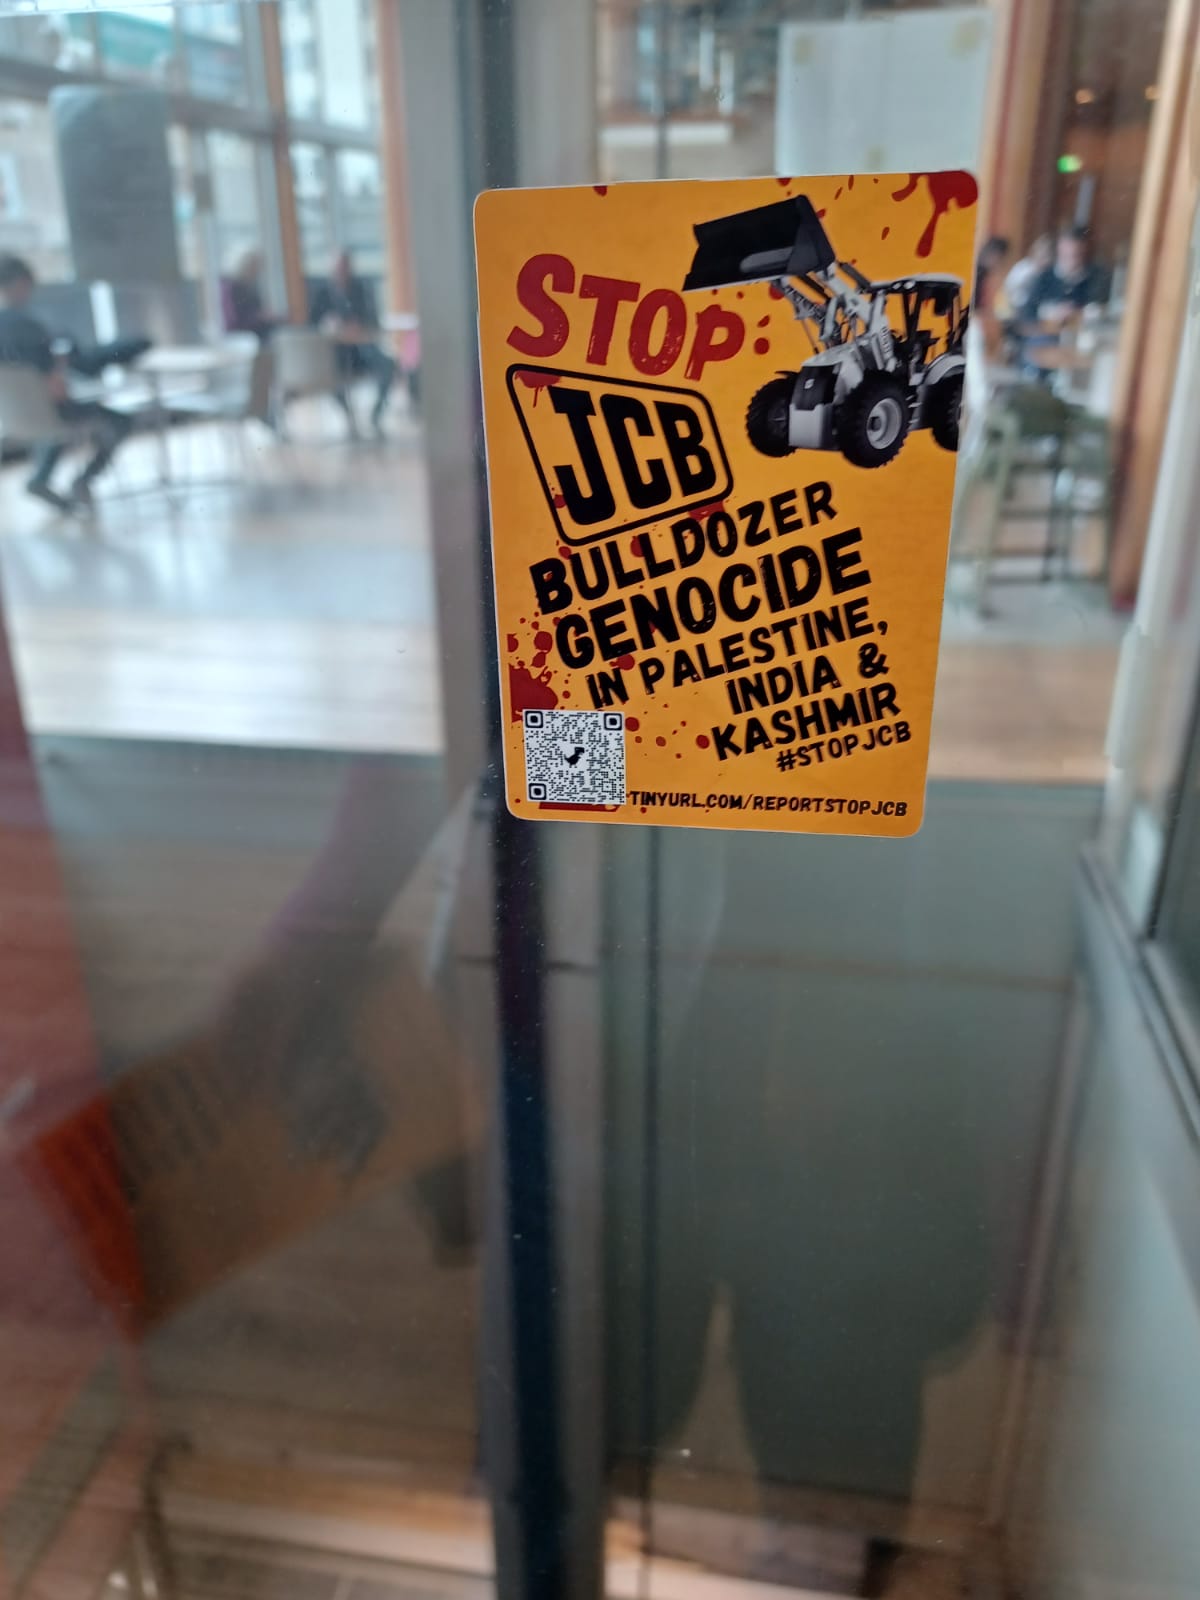 STOP:
JCB
BULLDOZER
GENOCIDE
IN PALESTINE,
INDIA &
KASHMIR
#STOPJCB
TINYURL.COM/REPORTSTOPJCB